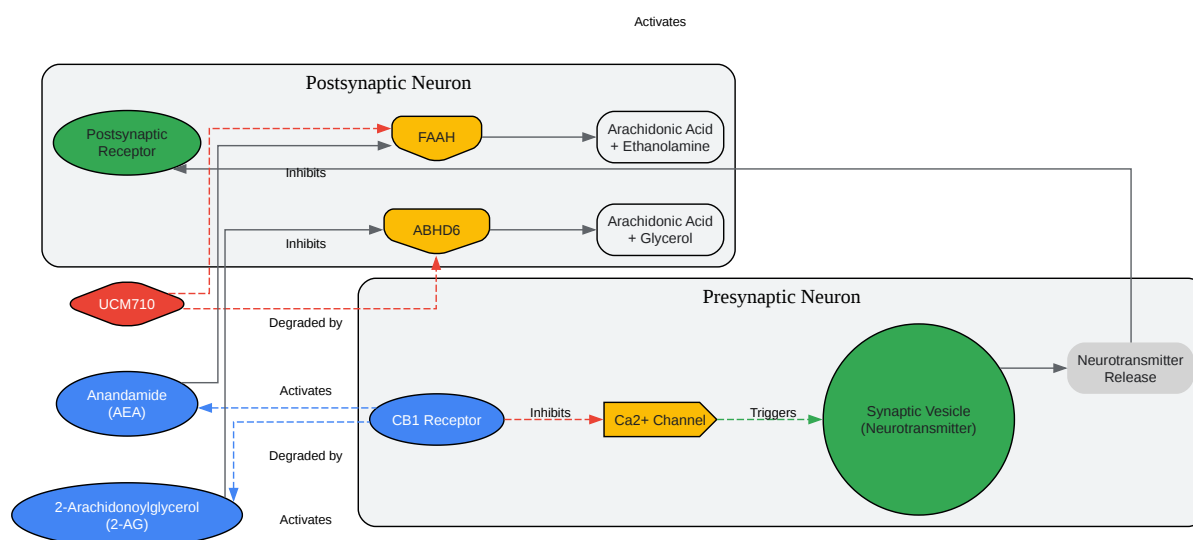 Activates
Postsynaptic Neuron
Postsynaptic
Receptor
FAAH
Arachidonic Acid
+ Ethanolamine
Inhibits
ABHD6
Arachidonic Acid
+ Glycerol
Inhibits
UCM710
Presynaptic Neuron
Degraded by
Neurotransmitter
Release
Anandamide
(AEA)
Activates
CB1 Receptor
Inhibits
Ca2+ Channel
Triggers
Synaptic Vesicle
(Neurotransmitter)
Degraded by
2-Arachidonoylglycerol
(2-AG)
Activates